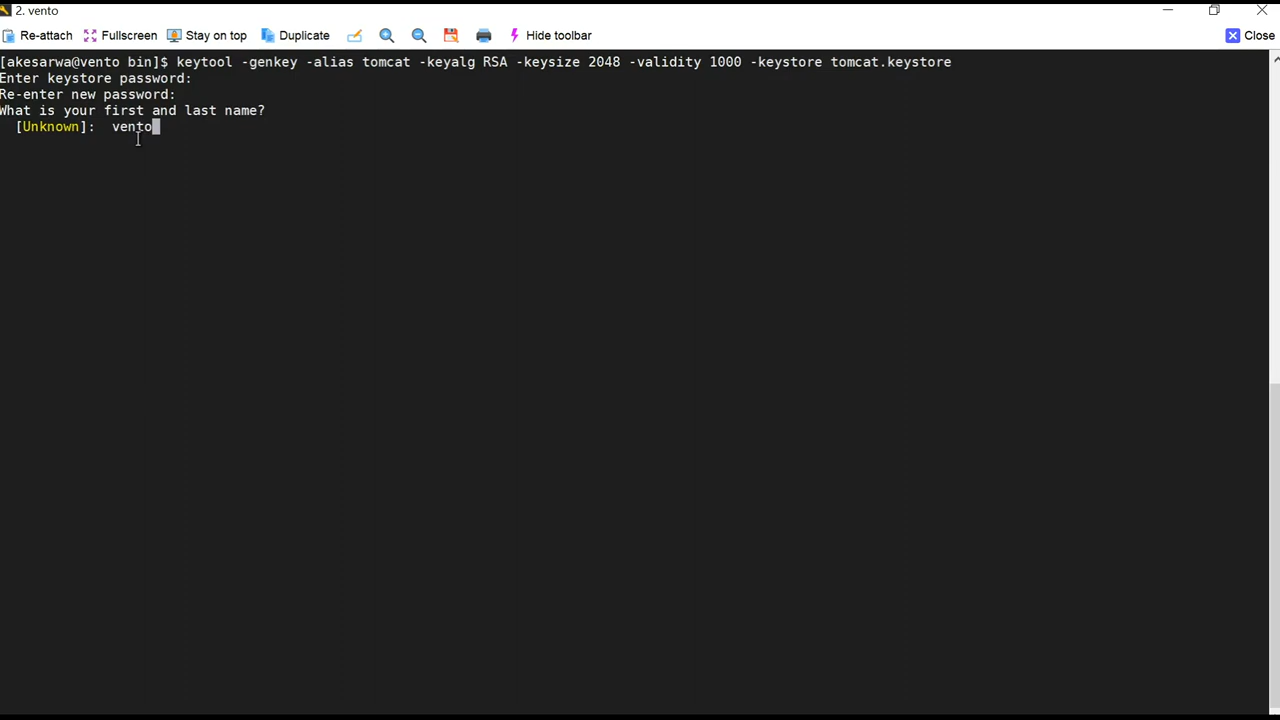 2. vento
Re-attach Fullscreen Stay on top Duplicate Hide toolbar Close
[akesarwa@vento bin]$ keytool -genkey -alias tomcat -keyalg RSA -keysize 2048 -validity 1000 -keystore tomcat.keystore
Enter keystore password:
Re-enter new password:
What is your first and last name?
[Unknown]: vento